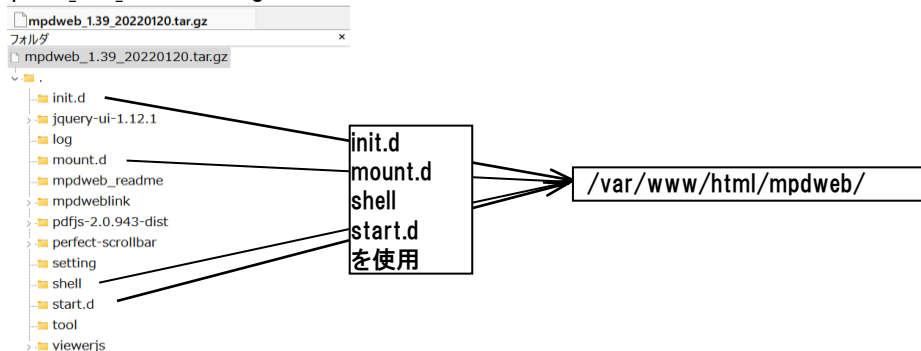 mpdweb_1.39_20220120.tar.gz
フォルダ ×
mpdweb_1.39_20220120.tar.gz
.
init.d
jquery-ui-1.12.1
log
mount.d
mpdweb_readme
mpdweblink
pdfjs-2.0.943-dist
perfect-scrollbar
setting
shell
start.d
tool
viewerjs
init.d
mount.d
shell
start.d
を使用
/var/www/html/mpdweb/